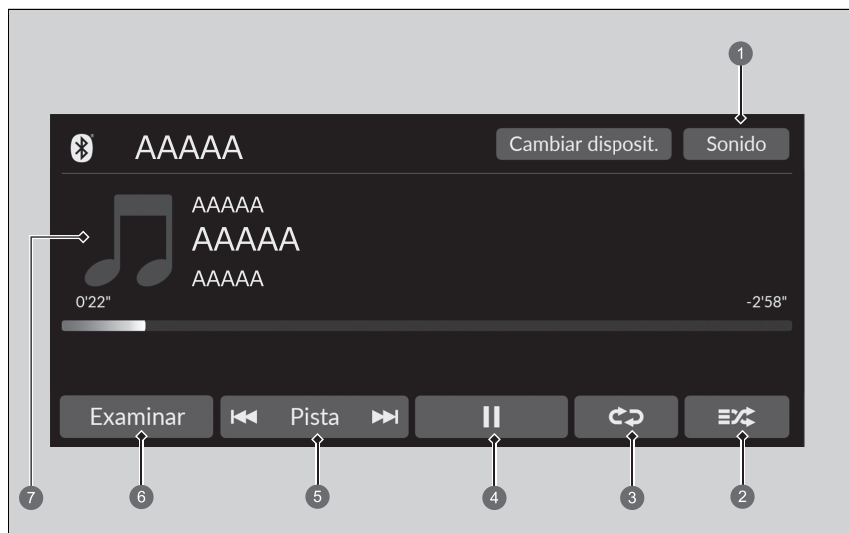 1
AAAAA Cambiar disposit. Sonido
AAAAA
AAAAA
AAAAA
7
0'22" -2'58"
Examinar Pista
6 5 4 3 2